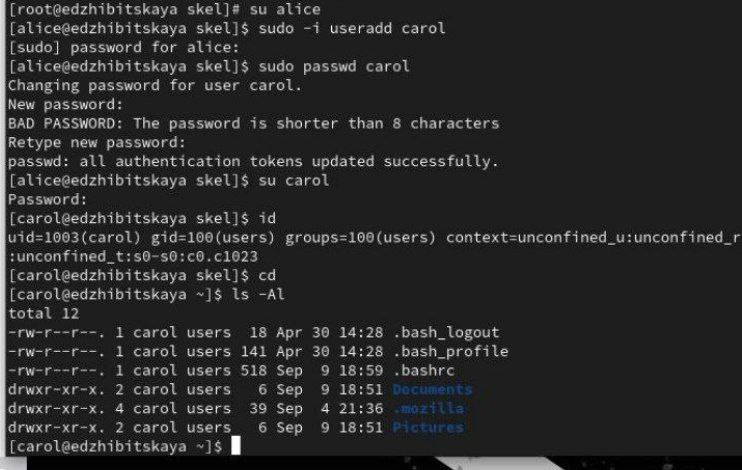 [root@edzhibitskaya skel]# su alice
[alice@edzhibitskaya skel]$ sudo -i useradd carol
[sudo] password for alice:
[alice@edzhibitskaya skel]$ sudo passwd carol
Changing password for user carol.
New password:
BAD PASSWORD: The password is shorter than 8 characters
Retype new password:
passwd: all authentication tokens updated successfully.
[alice@edzhibitskaya skel]$ su carol
Password:
[carol@edzhibitskaya skel]$ id
uid=1003(carol) gid=100(users) groups=100(users) context=unconfined_u:unconfined_r
:unconfined_t:s0-s0:c0.c1023
[carol@edzhibitskaya skel]$ cd
[carol@edzhibitskaya ~]$ ls -Al
total 12
-rw-r--r--. 1 carol users  18 Apr 30 14:28 .bash_logout
-rw-r--r--. 1 carol users 141 Apr 30 14:28 .bash_profile
-rw-r--r--. 1 carol users 518 Sep  9 18:59 .bashrc
drwxr-xr-x. 2 carol users   6 Sep  9 18:51 Documents
drwxr-xr-x. 4 carol users  39 Sep  4 21:36 .mozilla
drwxr-xr-x. 2 carol users   6 Sep  9 18:51 Pictures
[carol@edzhibitskaya ~]$